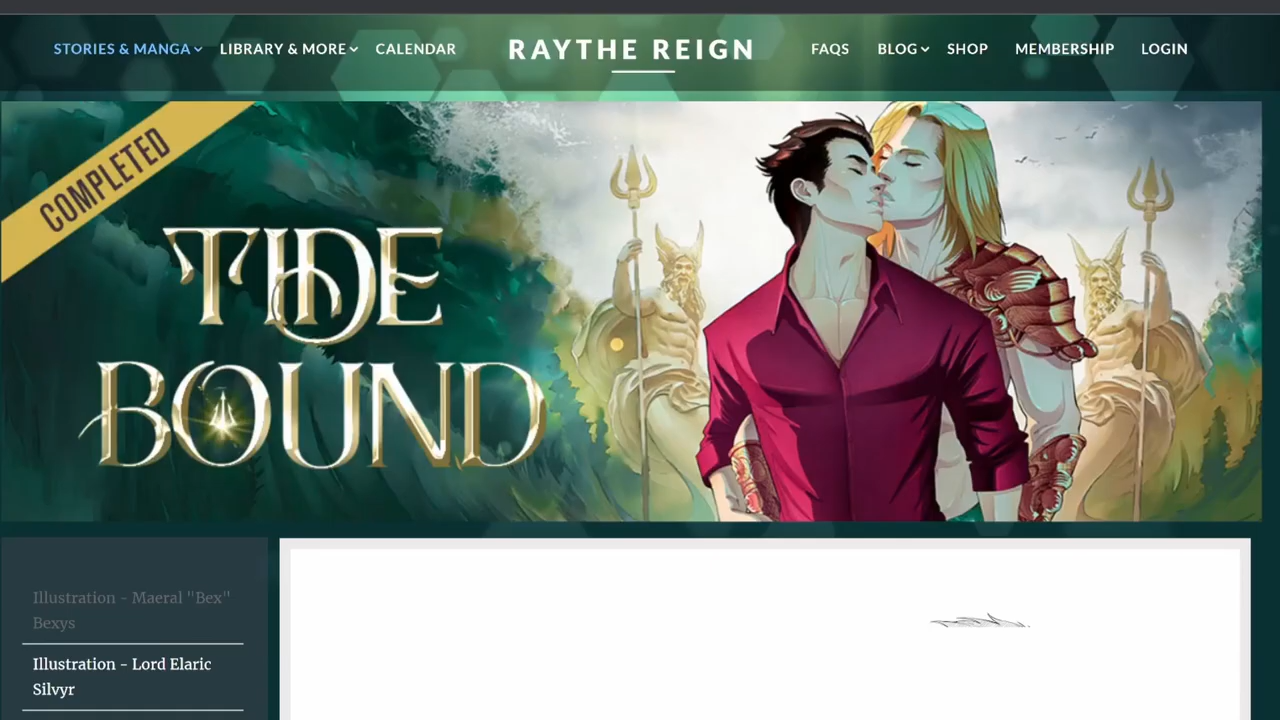 STORIES & MANGA LIBRARY & MORE CALENDAR RAYTHE REIGN FAQS BLOG SHOP MEMBERSHIP LOGIN
COMPLETED
TIDE
BOUND
Illustration - Maeral "Bex"
Bexys
Illustration - Lord Elaric
Silvyr